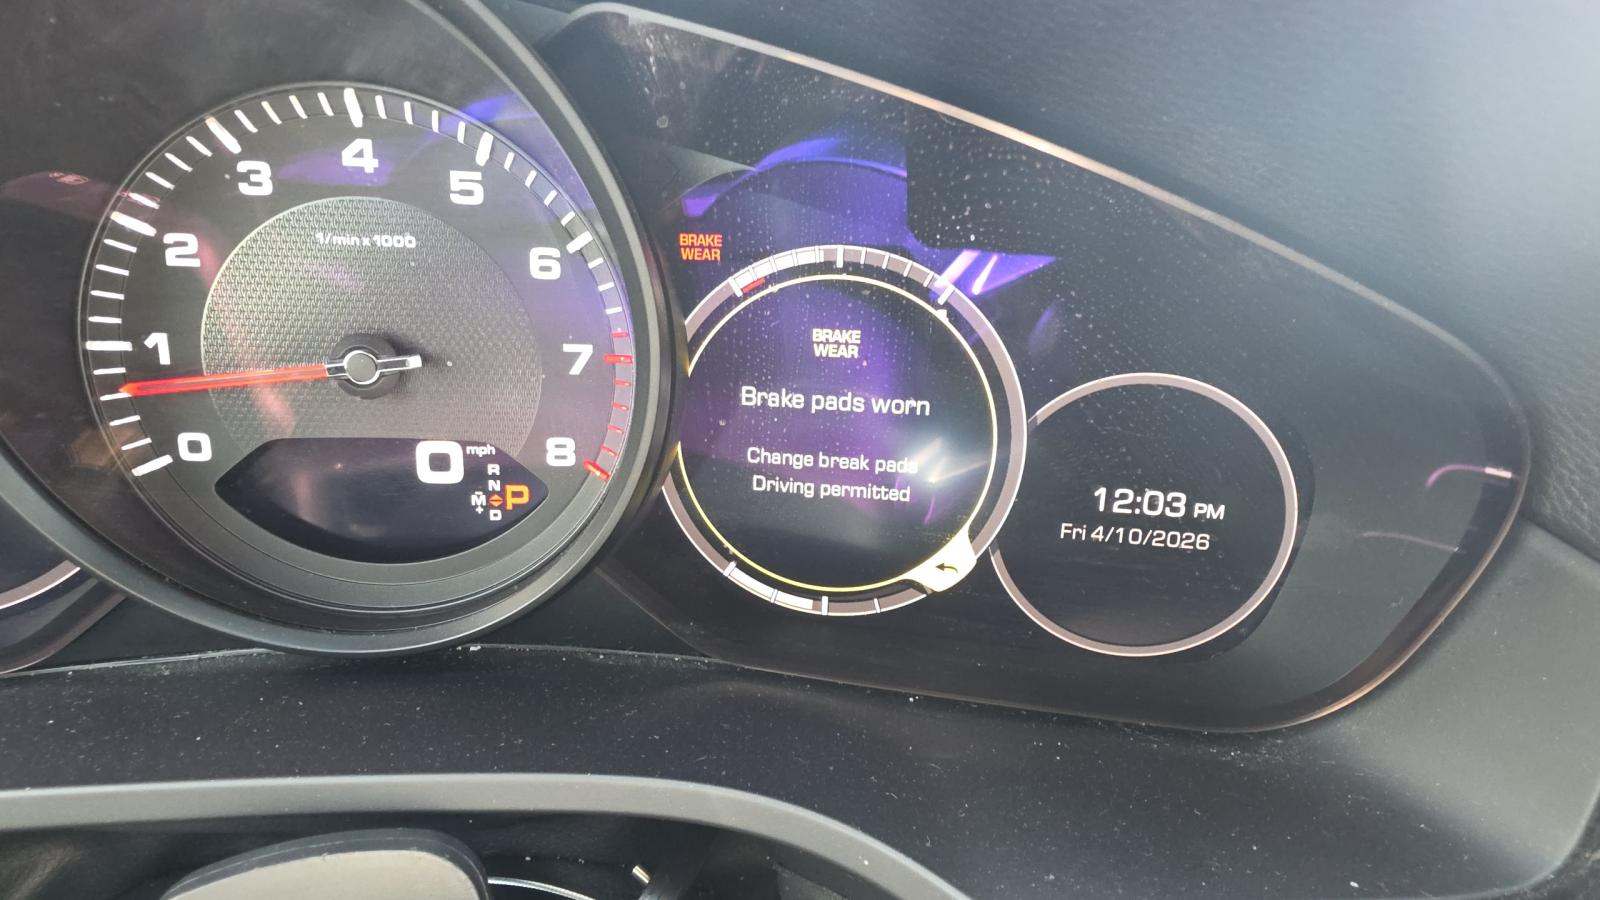 0
1
2
3
4
5
6
7
8
1/min x 1000
0 mph
R
N
P
M
-
+
D
BRAKE
WEAR
BRAKE
WEAR
Brake pads worn
Change break pads
Driving permitted
12:03 PM
Fri 4/10/2026